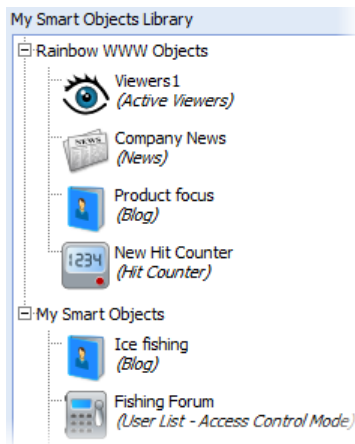 My Smart Objects Library
Rainbow WWW Objects
Viewers1
(Active Viewers)
NEWS
Company News
(News)
Product focus
(Blog)
1234
New Hit Counter
(Hit Counter)
My Smart Objects
Ice fishing
(Blog)
Fishing Forum
(User List - Access Control Mode)